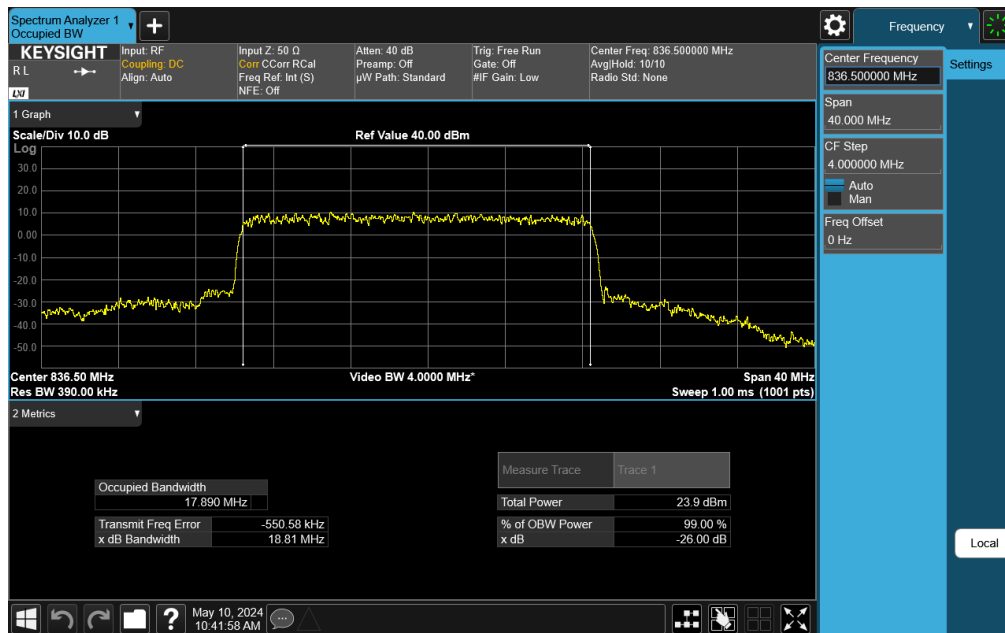 Spectrum Analyzer 1
Occupied BW
Frequency
KEYSIGHT
R L
LXI
Input: RF
Coupling: DC
Align: Auto
Input Z: 50 Ω
Corr CCorr RCal
Freq Ref: Int (S)
NFE: Off
Atten: 40 dB
Preamp: Off
µW Path: Standard
Trig: Free Run
Gate: Off
#IF Gain: Low
Center Freq: 836.500000 MHz
Avg|Hold: 10/10
Radio Std: None
Center Frequency
836.500000 MHz
Settings
Span
40.000 MHz
CF Step
4.000000 MHz
Auto
Man
Freq Offset
0 Hz
Local
1 Graph
Scale/Div 10.0 dB
Ref Value 40.00 dBm
Log
30.0
20.0
10.0
0.00
-10.0
-20.0
-30.0
-40.0
-50.0
Center 836.50 MHz
Video BW 4.0000 MHz*
Span 40 MHz
Res BW 390.00 kHz
Sweep 1.00 ms (1001 pts)
2 Metrics
Measure Trace
Trace 1
Occupied Bandwidth
17.890 MHz
Total Power
23.9 dBm
Transmit Freq Error
-550.58 kHz
% of OBW Power
99.00 %
x dB Bandwidth
18.81 MHz
x dB
-26.00 dB
?
May 10, 2024
10:41:58 AM